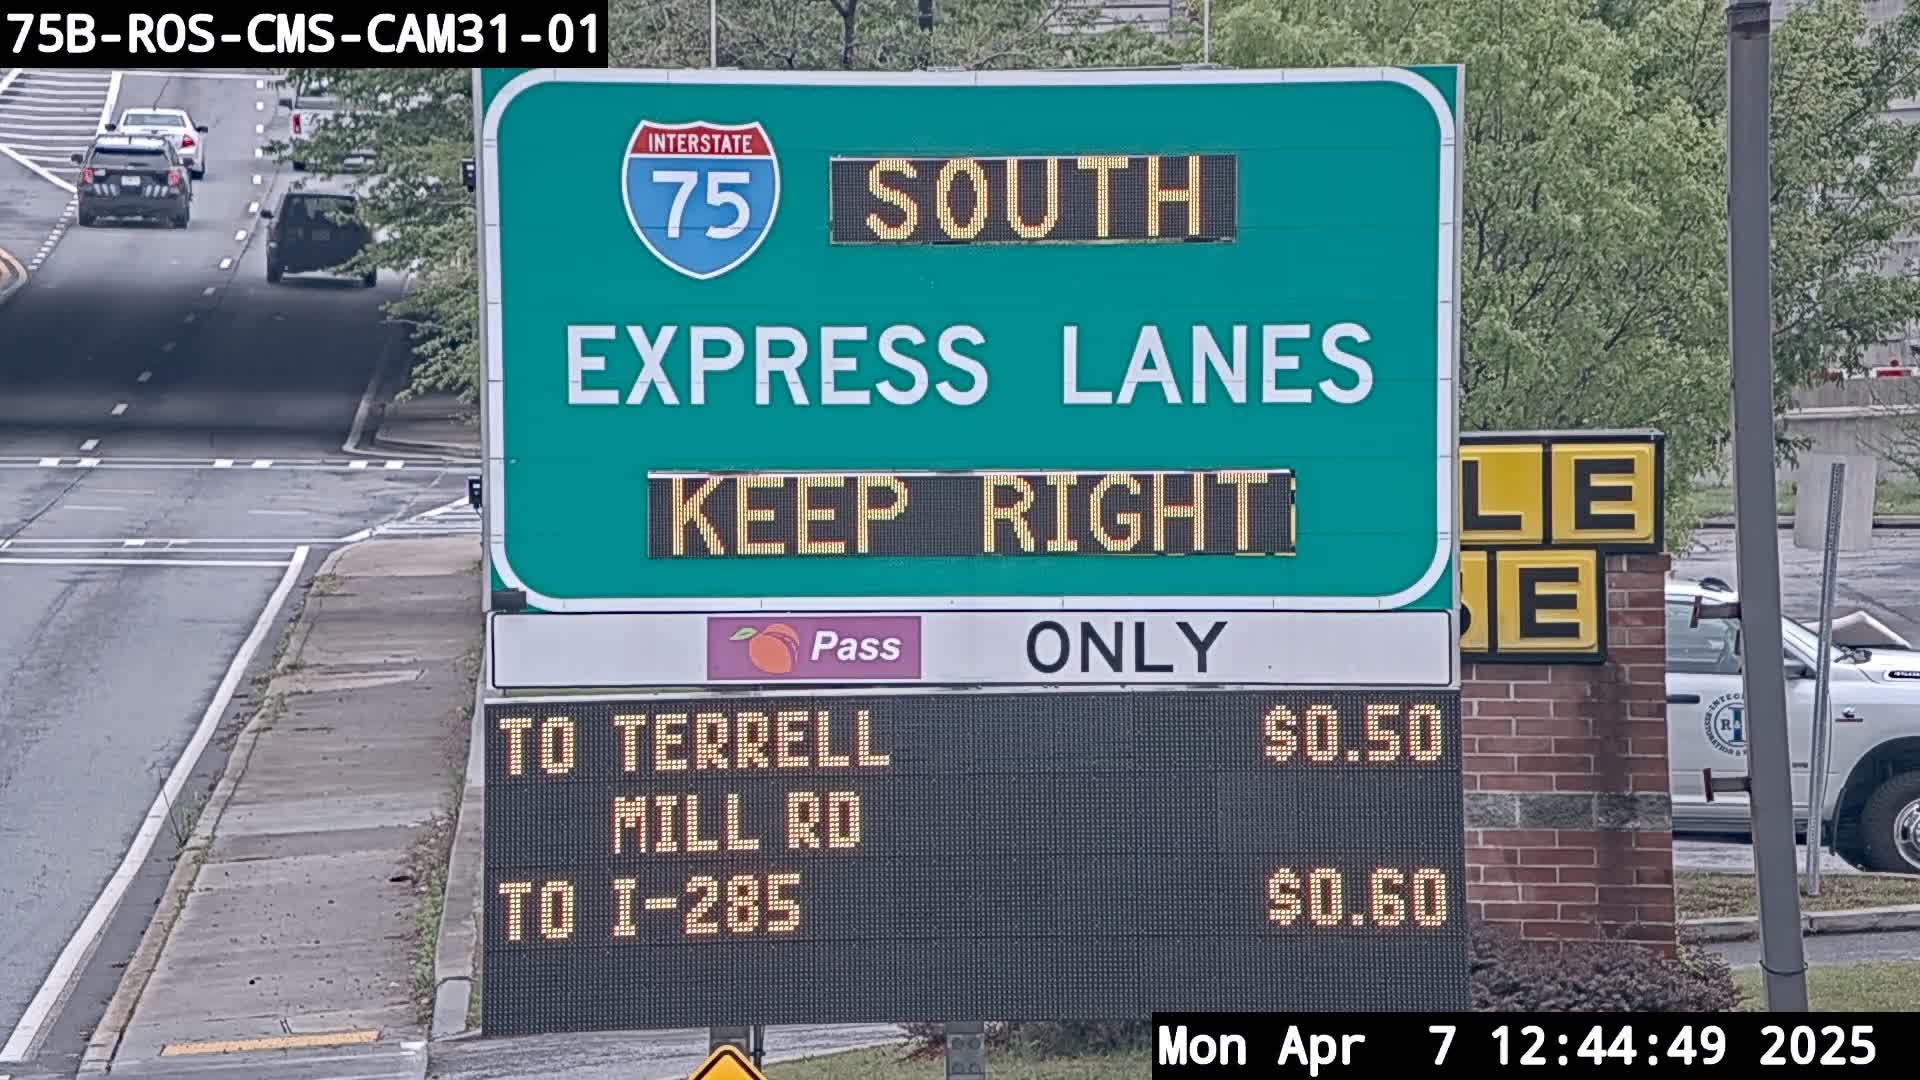 75B-ROS-CMS-CAM31-01
INTERSTATE
75
SOUTH
EXPRESS LANES
KEEP RIGHT
Pass ONLY
TO TERRELL $0.50
MILL RD
TO I-285 $0.60
LE
E
Mon Apr 7 12:44:49 2025